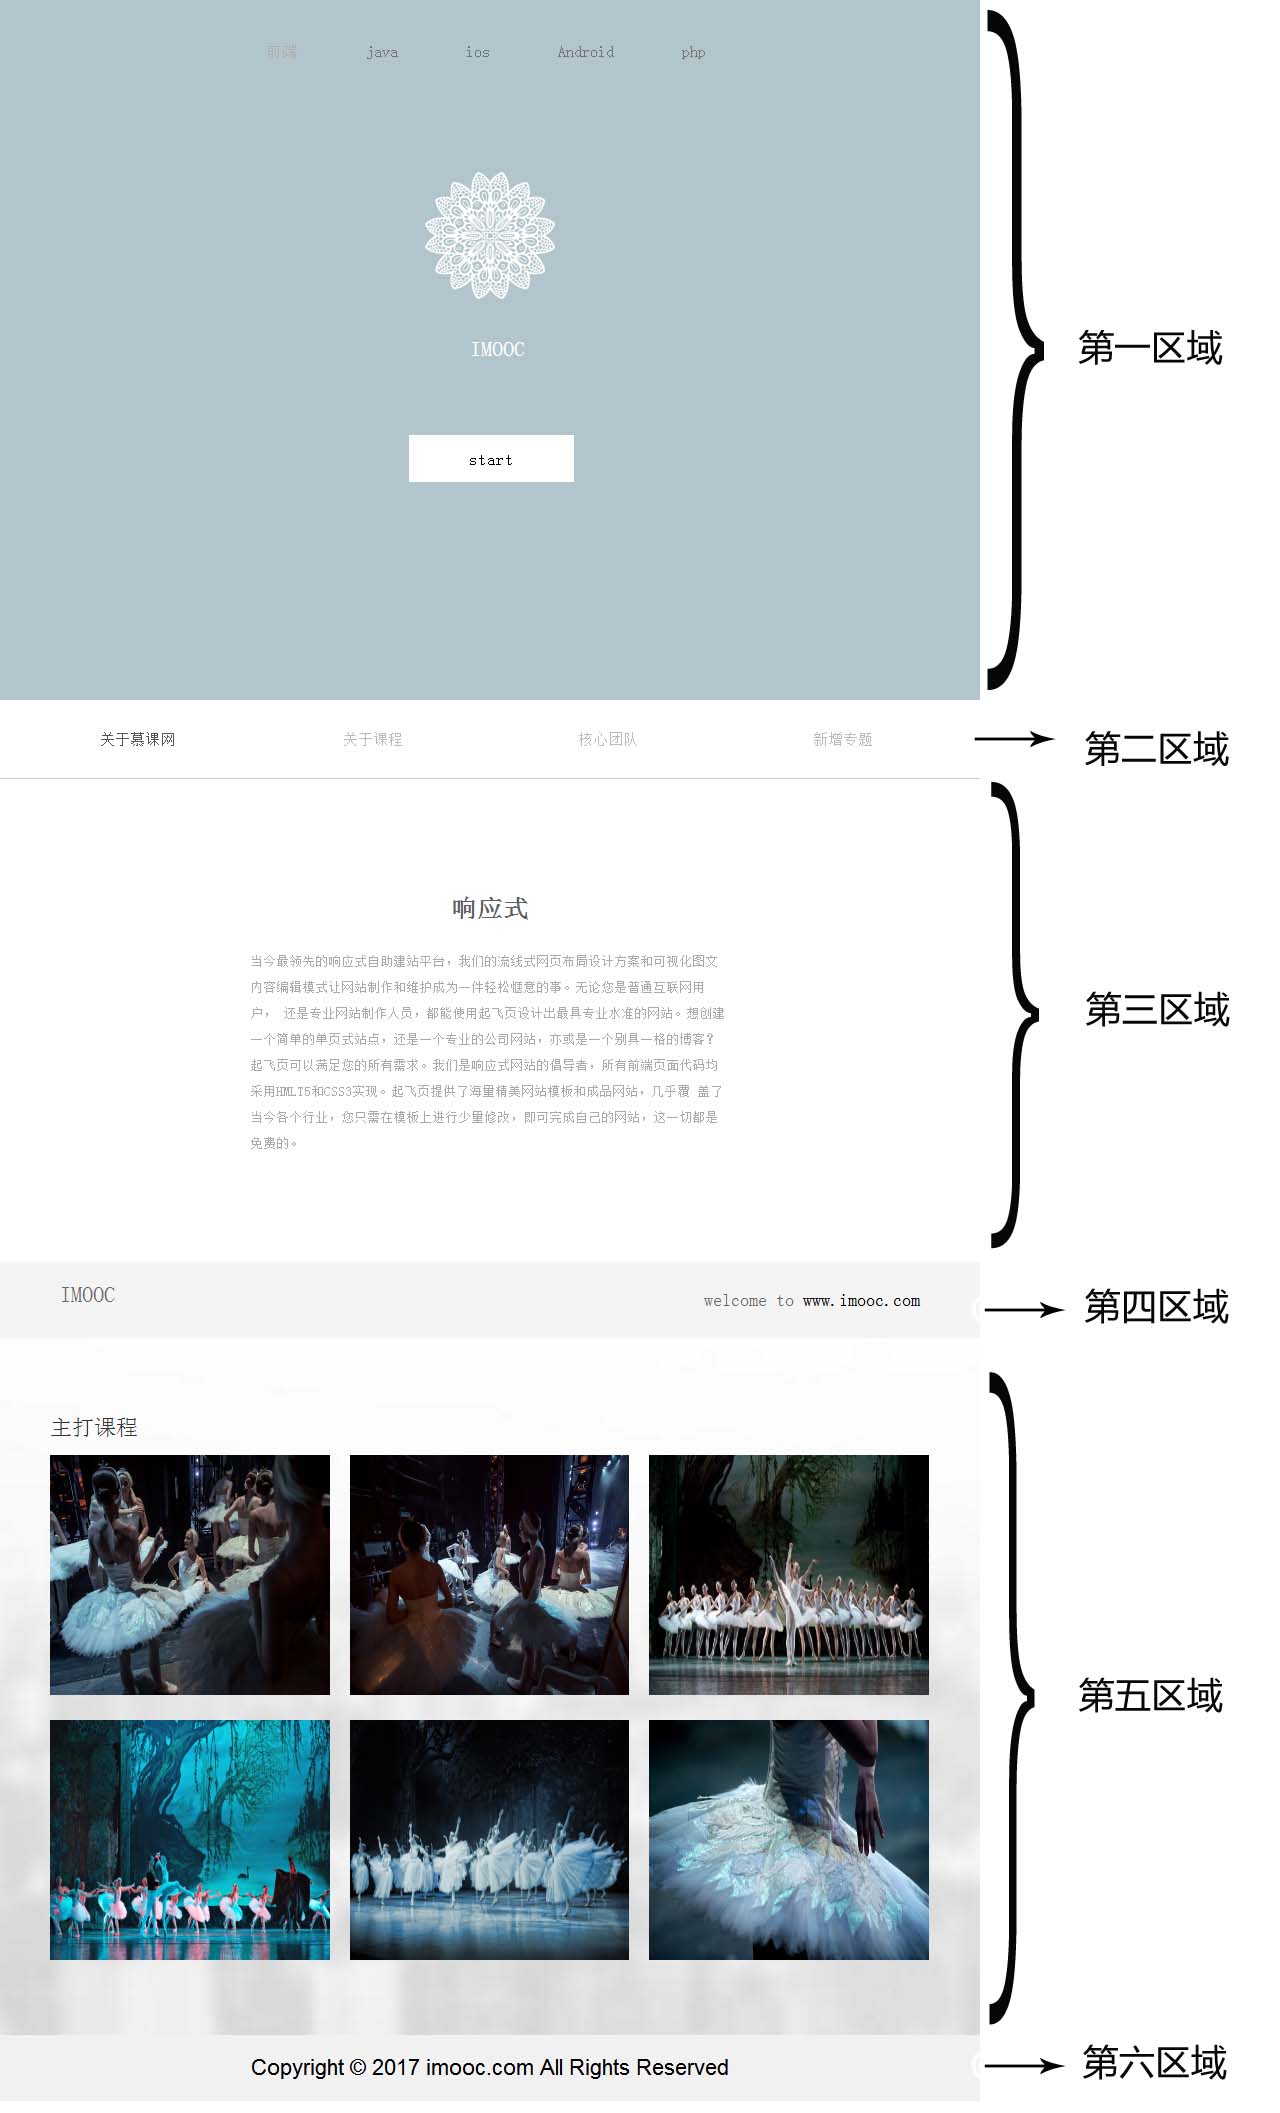 前端 java ios Android php
IMOOC
第一区域
start
关于慕课网 关于课程 核心团队 新增专题
第二区域
响应式
当今最领先的响应式自助建站平台，我们的流线式网页布局设计方案和可视化图文
内容编辑模式让网站制作和维护成为一件轻松惬意的事。无论您是普通互联网用
户， 还是专业网站制作人员，都能使用起飞页设计出最具专业水准的网站。想创建
一个简单的单页式站点，还是一个专业的公司网站，亦或是一个别具一格的博客？
起飞页可以满足您的所有需求。我们是响应式网站的倡导者，所有前端页面代码均
采用HMLT5和CSS3实现。起飞页提供了海量精美网站模板和成品网站，几乎覆 盖了
当今各个行业，您只需在模板上进行少量修改，即可完成自己的网站，这一切都是
免费的。
第三区域
IMOOC
welcome to www.imooc.com
第四区域
主打课程
第五区域
Copyright © 2017 imooc.com All Rights Reserved
第六区域